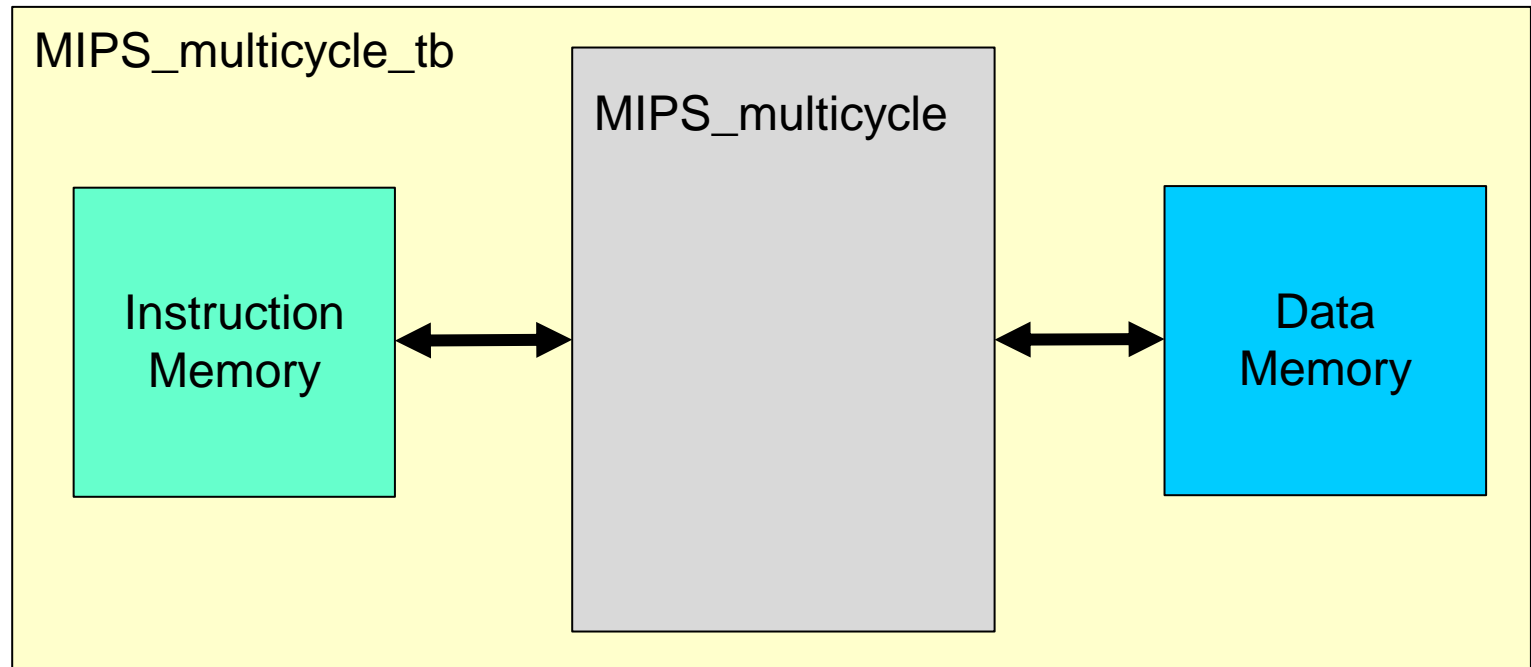 MIPS_multicycle_tb
MIPS_multicycle
Instruction
Memory
Data
Memory